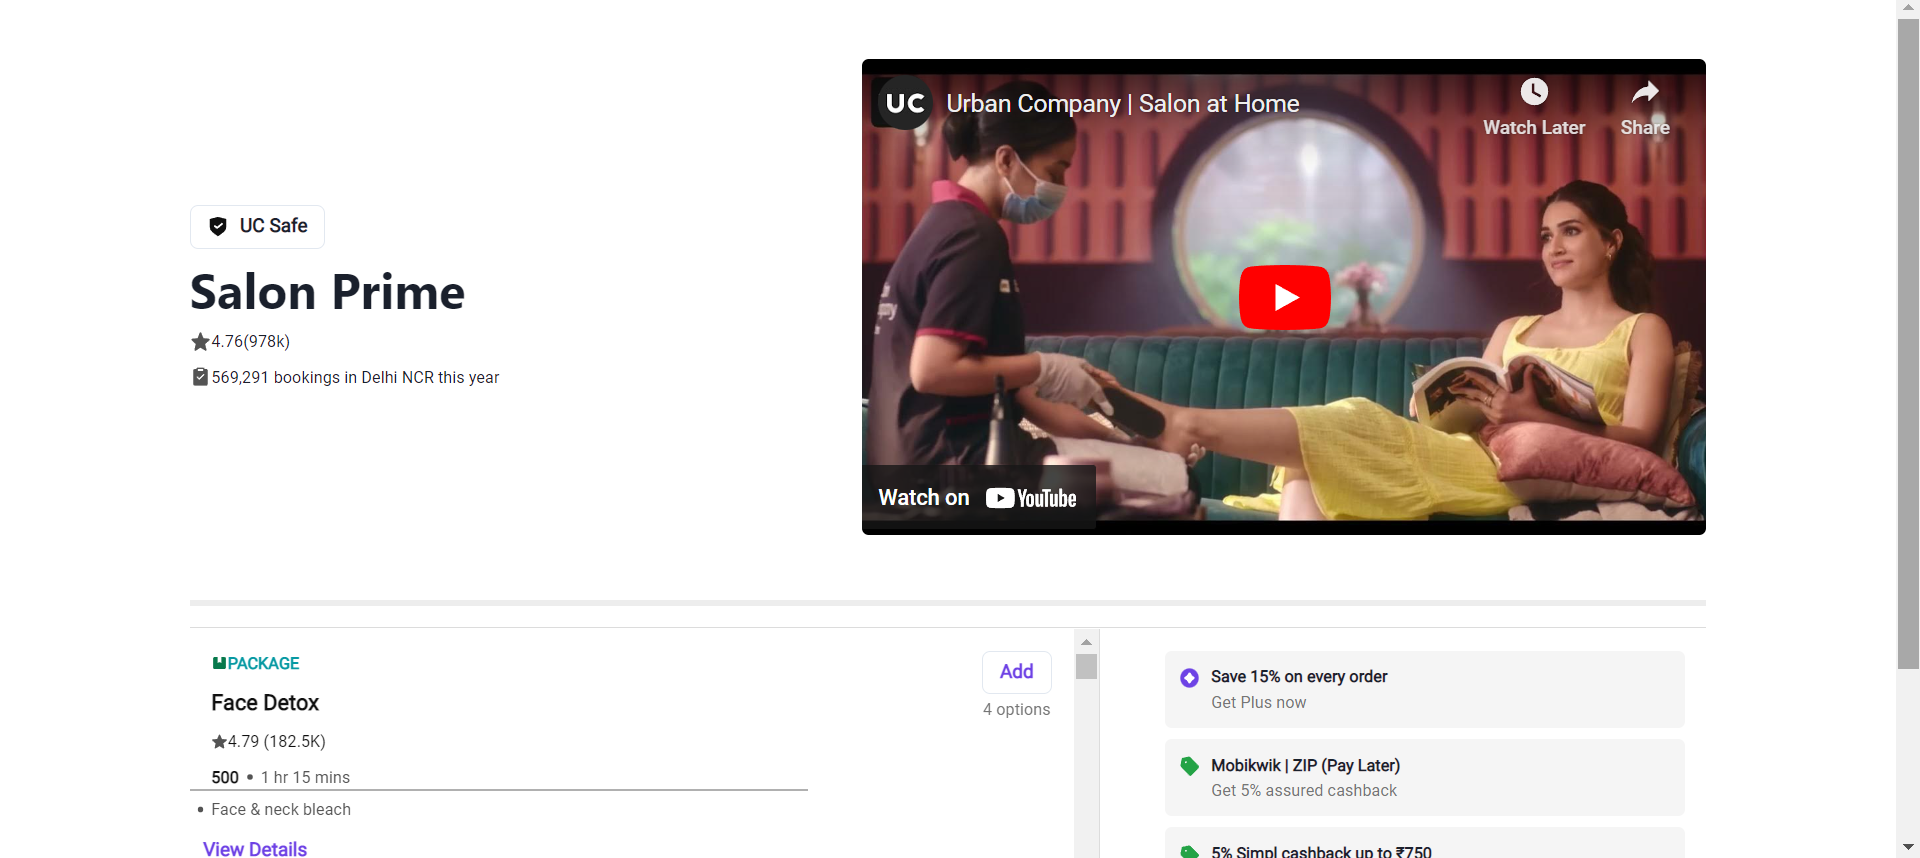 UC Safe
Salon Prime
4.76(978k)
569,291 bookings in Delhi NCR this year
UC Urban Company | Salon at Home
Watch Later
Share
Watch on YouTube
PACKAGE
Face Detox
4.79 (182.5K)
500 • 1 hr 15 mins
• Face & neck bleach
View Details
Add
4 options
Save 15% on every order
Get Plus now
Mobikwik | ZIP (Pay Later)
Get 5% assured cashback
5% Simpl cashback up to ₹750